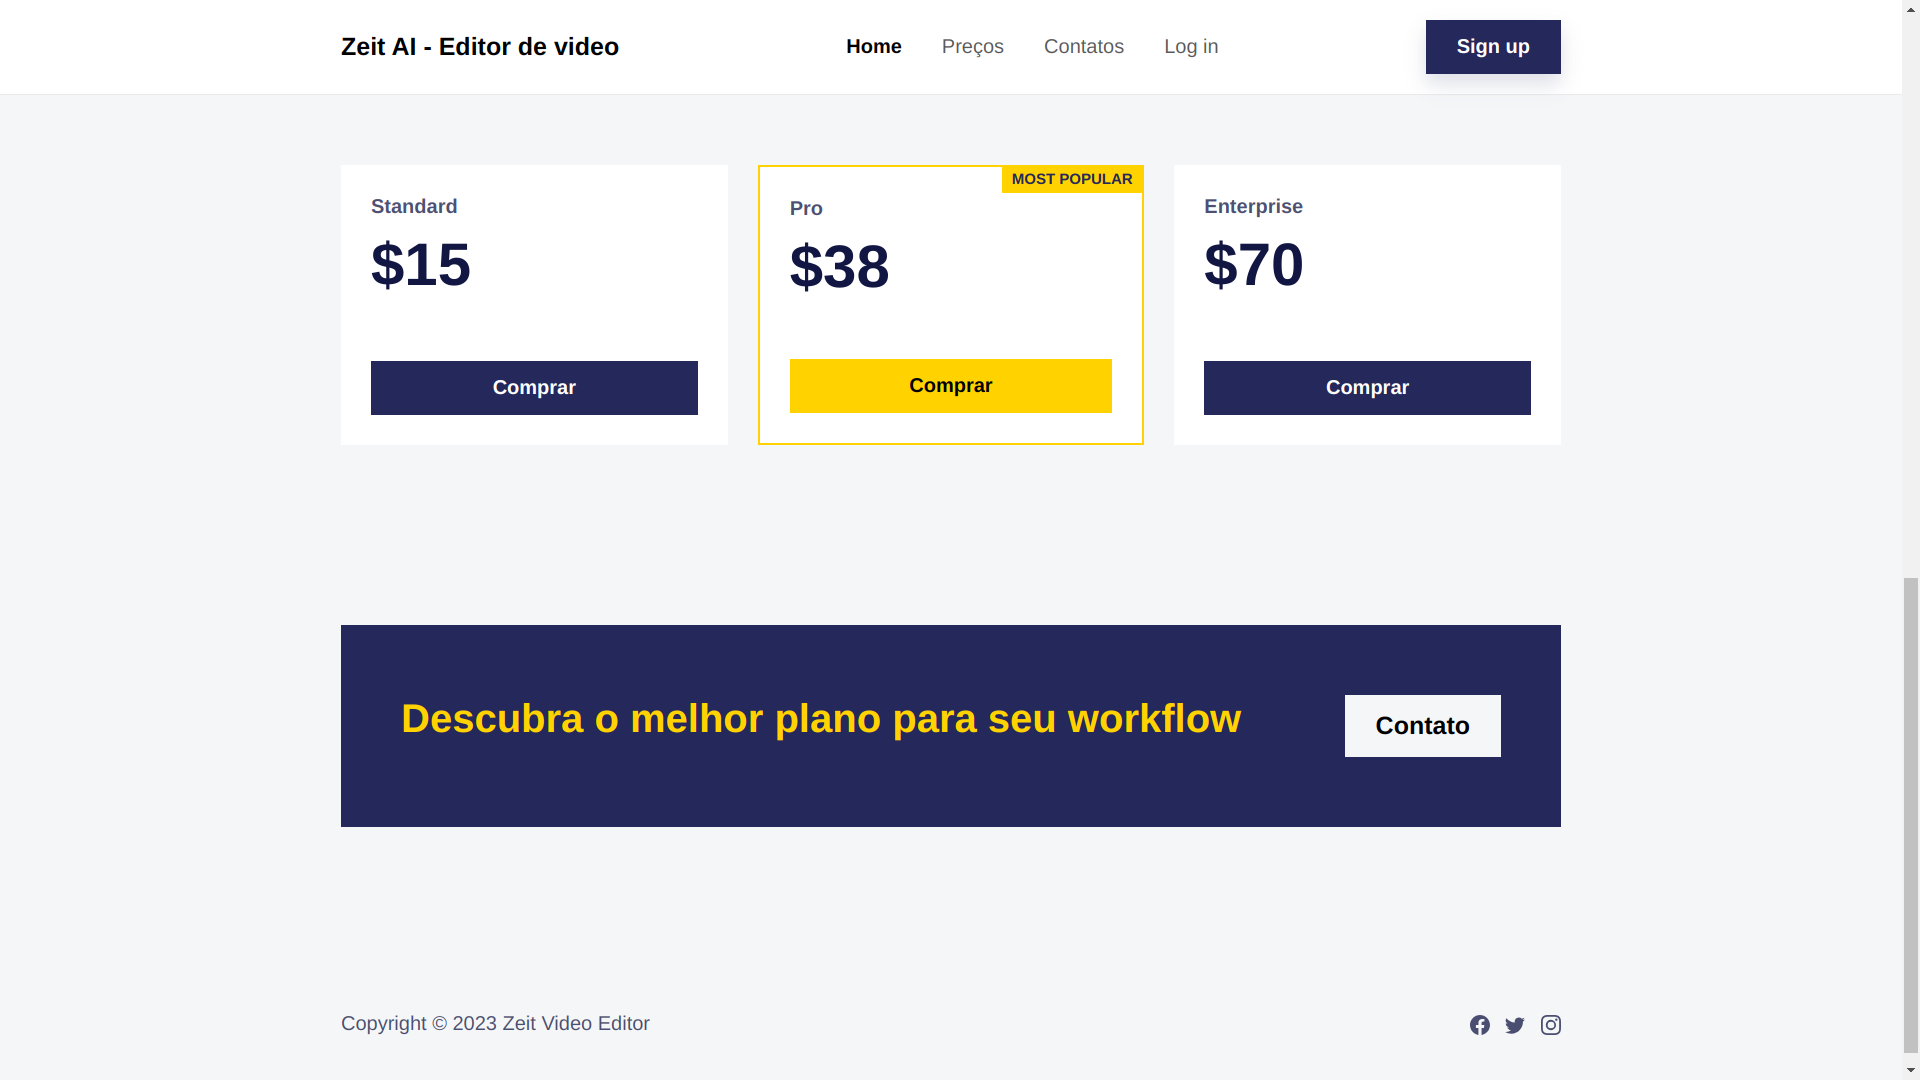 Zeit AI - Editor de video
Home
Preços
Contatos
Log in
Sign up
Standard
$15
Comprar
MOST POPULAR
Pro
$38
Comprar
Enterprise
$70
Comprar
Descubra o melhor plano para seu workflow
Contato
Copyright © 2023 Zeit Video Editor